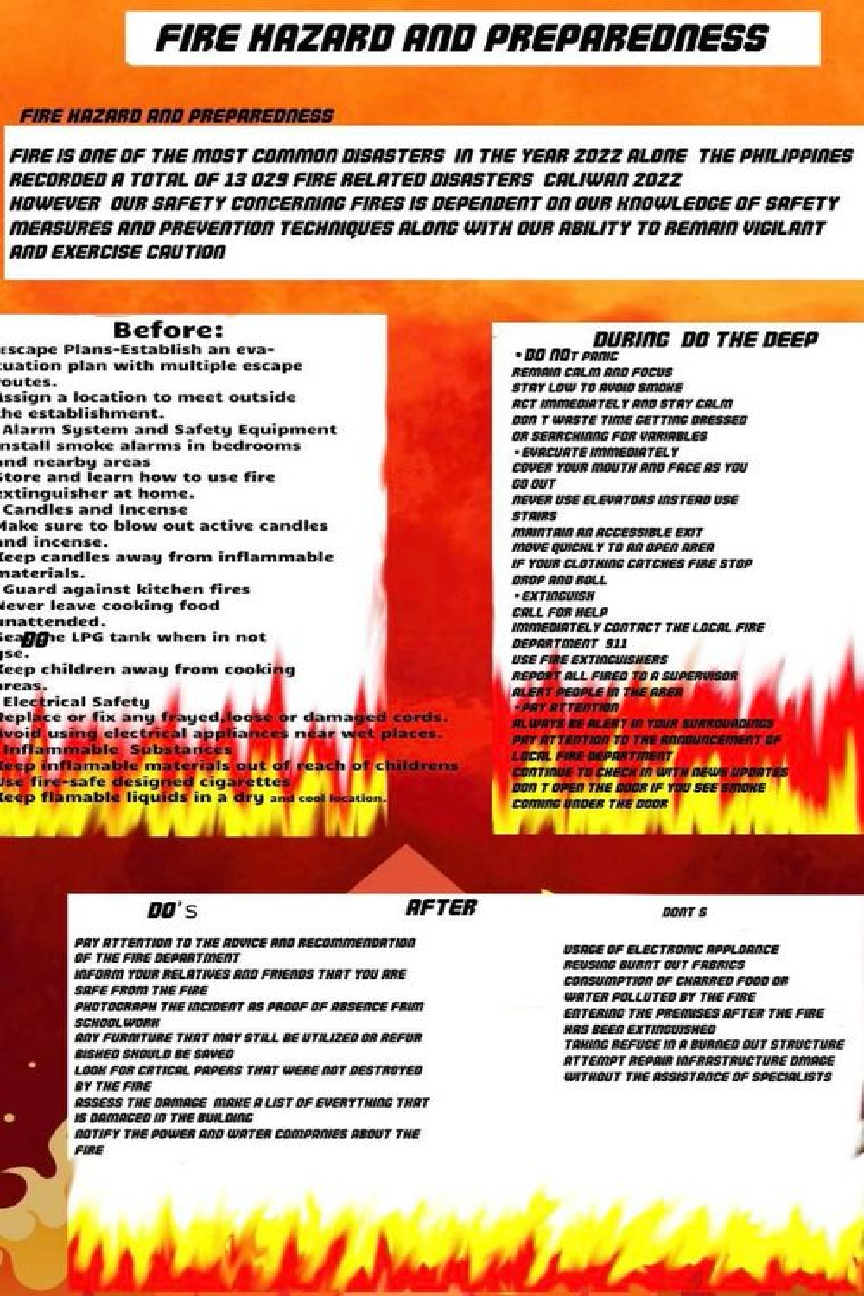 FIRE HAZARD AND PREPAREDNESS
FIRE HAZARD AND PREPAREDNESS
FIRE IS ONE OF THE MOST COMMON DISASTERS IN THE YEAR 2022 ALONE THE PHILIPPINES
RECORDED A TOTAL OF 13 029 FIRE RELATED DISASTERS CALIWAN 2022
HOWEVER OUR SAFETY CONCERNING FIRES IS DEPENDENT ON OUR KNOWLEDGE OF SAFETY
MEASURES AND PREVENTION TECHNIQUES ALONG WITH OUR ABILITY TO REMAIN VIGILANT
AND EXERCISE CAUTION
Before:
scape Plans-Establish an eva-
cuation plan with multiple escape
routes.
Assign a location to meet outside
the establishment.
Alarm System and Safety Equipment
nstall smoke alarms in bedrooms
and nearby areas
Store and learn how to use fire
extinguisher at home.
Candles and Incense
Make sure to blow out active candles
and incense.
Keep candles away from inflammable
materials.
Guard against kitchen fires
Never leave cooking food
unattended.
DO
he LPG tank when in not
se.
Keep children away from cooking
areas.
Electrical Safety
Replace or fix any frayed,loose or damaged cords.
Avoid using electrical appliances near wet places.
Inflammable Substances
Keep inflamable materials out of reach of childrens
Use fire-safe designed cigarettes
Keep flamable liquids in a dry and cool location.
DURING DO THE DEEP
• DO NOT PANIC
REMAIN CALM AND FOCUS
STAY LOW TO AVOID SMOKE
ACT IMMEDIATELY AND STAY CALM
DON T WASTE TIME GETTING DRESSED
OR SEARCHING FOR VARIABLES
• EVACUATE IMMEDIATELY
COVER YOUR MOUTH AND FACE AS YOU
GO OUT
NEVER USE ELEVATORS INSTEAD USE
STAIRS
MAINTAIN AN ACCESSIBLE EXIT
MOVE QUICKLY TO AN OPEN AREA
IF YOUR CLOTHING CATCHES FIRE STOP
DROP AND ROLL
• EXTINGUISH
CALL FOR HELP
IMMEDIATELY CONTACT THE LOCAL FIRE
DEPARTMENT 911
USE FIRE EXTINGUISHERS
REPORT ALL FIRED TO A SUPERVISOR
ALERT PEOPLE IN THE AREA
• PAY ATTENTION
ALWAYS BE ALERT IN YOUR SURROUNDINGS
PAY ATTENTION TO THE ANNOUNCEMENT OF
LOCAL FIRE DEPARTMENT
CONTINUE TO CHECK IN WITH NEWS UPDATES
DON T OPEN THE DOOR IF YOU SEE SMOKE
COMING UNDER THE DOOR
AFTER
DO's
PAY ATTENTION TO THE ADVICE AND RECOMMENDATION
OF THE FIRE DEPARTMENT
INFORM YOUR RELATIVES AND FRIENDS THAT YOU ARE
SAFE FROM THE FIRE
PHOTOGRAPH THE INCIDENT AS PROOF OF ABSENCE FRIM
SCHOOLWORK
ANY FURNITURE THAT MAY STILL BE UTILIZED OR REFUR
BISHED SHOULD BE SAVED
LOOK FOR CRTICAL PAPERS THAT WERE NOT DESTROYED
BY THE FIRE
ASSESS THE DAMAGE MAKE A LIST OF EVERYTHING THAT
IS DAMAGED IN THE BUILDING
NOTIFY THE POWER AND WATER COMPANIES ABOUT THE
FIRE
DONT S
USAGE OF ELECTRONIC APPLOANCE
REUSING BURNT OUT FABRICS
CONSUMPTION OF CHARRED FOOD OR
WATER POLLUTED BY THE FIRE
ENTERING THE PREMISES AFTER THE FIRE
HAS BEEN EXTINGUISHED
TAKING REFUGE IN A BURNED OUT STRUCTURE
ATTEMPT REPAIR INFRASTRUCTURE DMAGE
WITHOUT THE ASSISTANCE OF SPECIALISTS